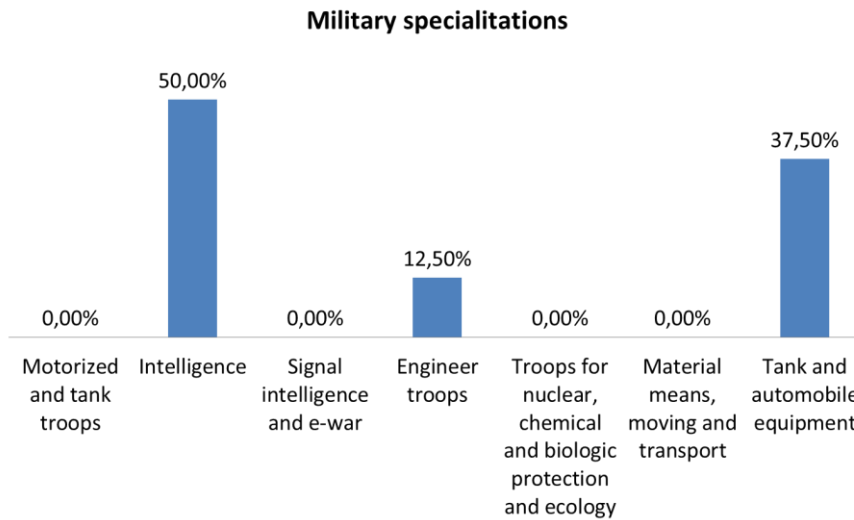 Military specialitations
50,00%
37,50%
12,50%
0,00%
0,00%
0,00%
0,00%
Motorized
and tank
troops
Intelligence
Signal
intelligence
and e-war
Engineer
troops
Troops for
nuclear,
chemical
and biologic
protection
and ecology
Material
means,
moving and
transport
Tank and
automobile
equipment